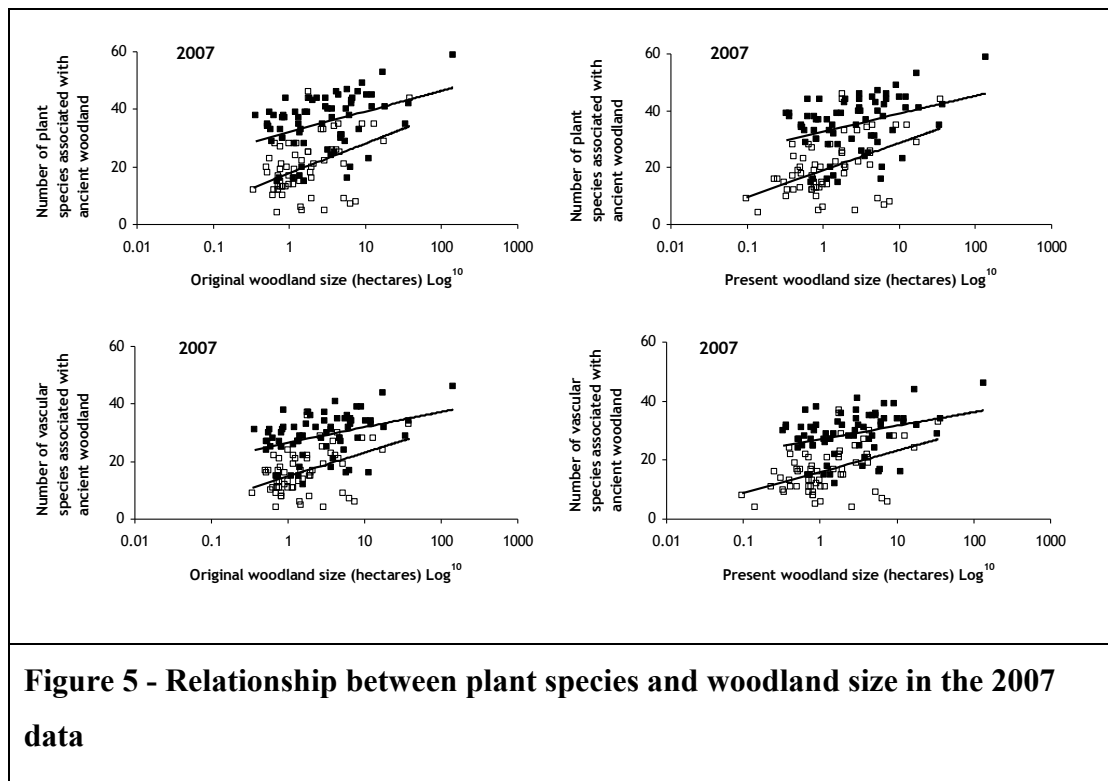 2007
Number of plant
species associated with
ancient woodland
60
40
20
0
0.01 0.1 1 10 100 1000
Original woodland size (hectares) Log10
2007
Number of plant
species associated with
ancient woodland
60
40
20
0
0.01 0.1 1 10 100 1000
Present woodland size (hectares) Log10
2007
Number of vascular
species associated with
ancient woodland
60
40
20
0
0.01 0.1 1 10 100 1000
Original woodland size (hectares) Log10
2007
Number of vascular
species associated with
ancient woodland
60
40
20
0
0.01 0.1 1 10 100 1000
Present woodland size (hectares) Log10
Figure 5 - Relationship between plant species and woodland size in the 2007
data